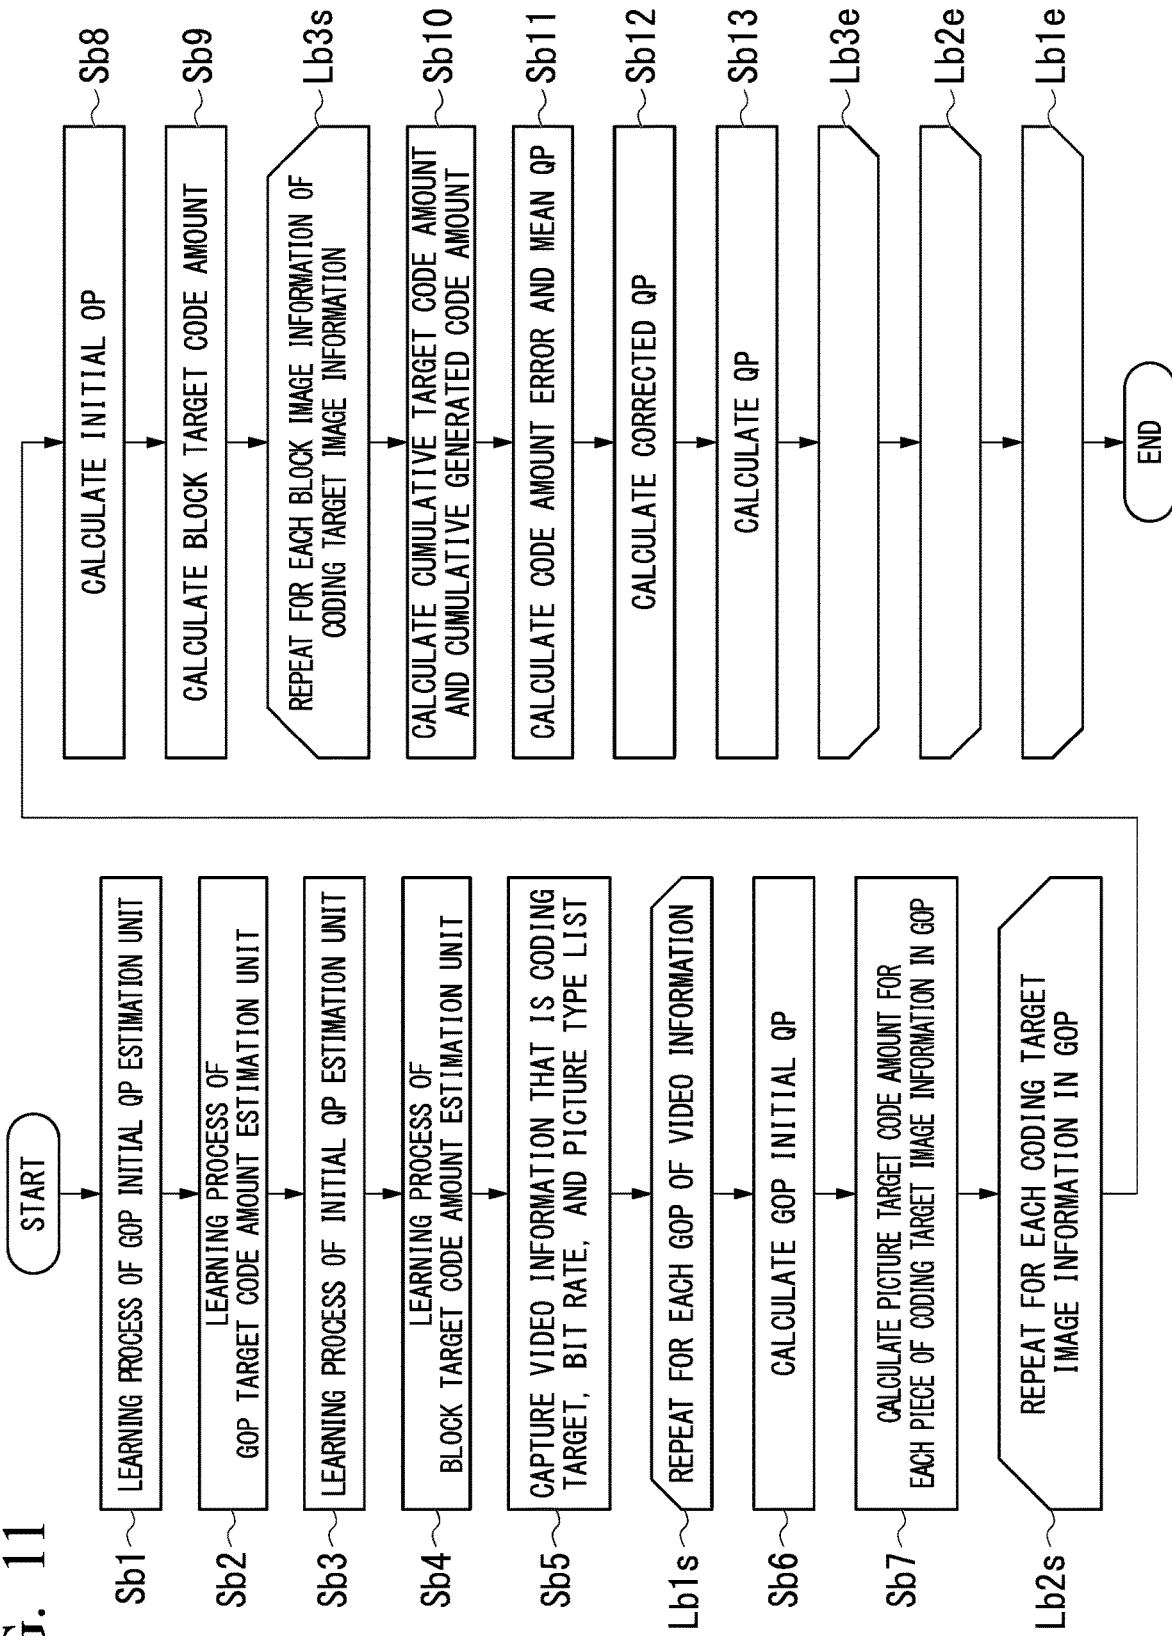 G. 11
START
Sb1
LEARNING PROCESS OF GOP INITIAL QP ESTIMATION UNIT
Sb2
LEARNING PROCESS OF
GOP TARGET CODE AMOUNT ESTIMATION UNIT
Sb3
LEARNING PROCESS OF INITIAL QP ESTIMATION UNIT
Sb4
LEARNING PROCESS OF
BLOCK TARGET CODE AMOUNT ESTIMATION UNIT
Sb5
CAPTURE VIDEO INFORMATION THAT IS CODING
TARGET, BIT RATE, AND PICTURE TYPE LIST
Lb1s
REPEAT FOR EACH GOP OF VIDEO INFORMATION
Sb6
CALCULATE GOP INITIAL QP
Sb7
CALCULATE PICTURE TARGET CODE AMOUNT FOR
EACH PIECE OF CODING TARGET IMAGE INFORMATION IN GOP
Lb2s
REPEAT FOR EACH CODING TARGET
IMAGE INFORMATION IN GOP
CALCULATE INITIAL OP
Sb8
CALCULATE BLOCK TARGET CODE AMOUNT
Sb9
REPEAT FOR EACH BLOCK IMAGE INFORMATION OF
CODING TARGET IMAGE INFORMATION
Lb3s
CALCULATE CUMULATIVE TARGET CODE AMOUNT
AND CUMULATIVE GENERATED CODE AMOUNT
Sb10
CALCULATE CODE AMOUNT ERROR AND MEAN QP
Sb11
CALCULATE CORRECTED QP
Sb12
CALCULATE QP
Sb13
Lb3e
Lb2e
Lb1e
END